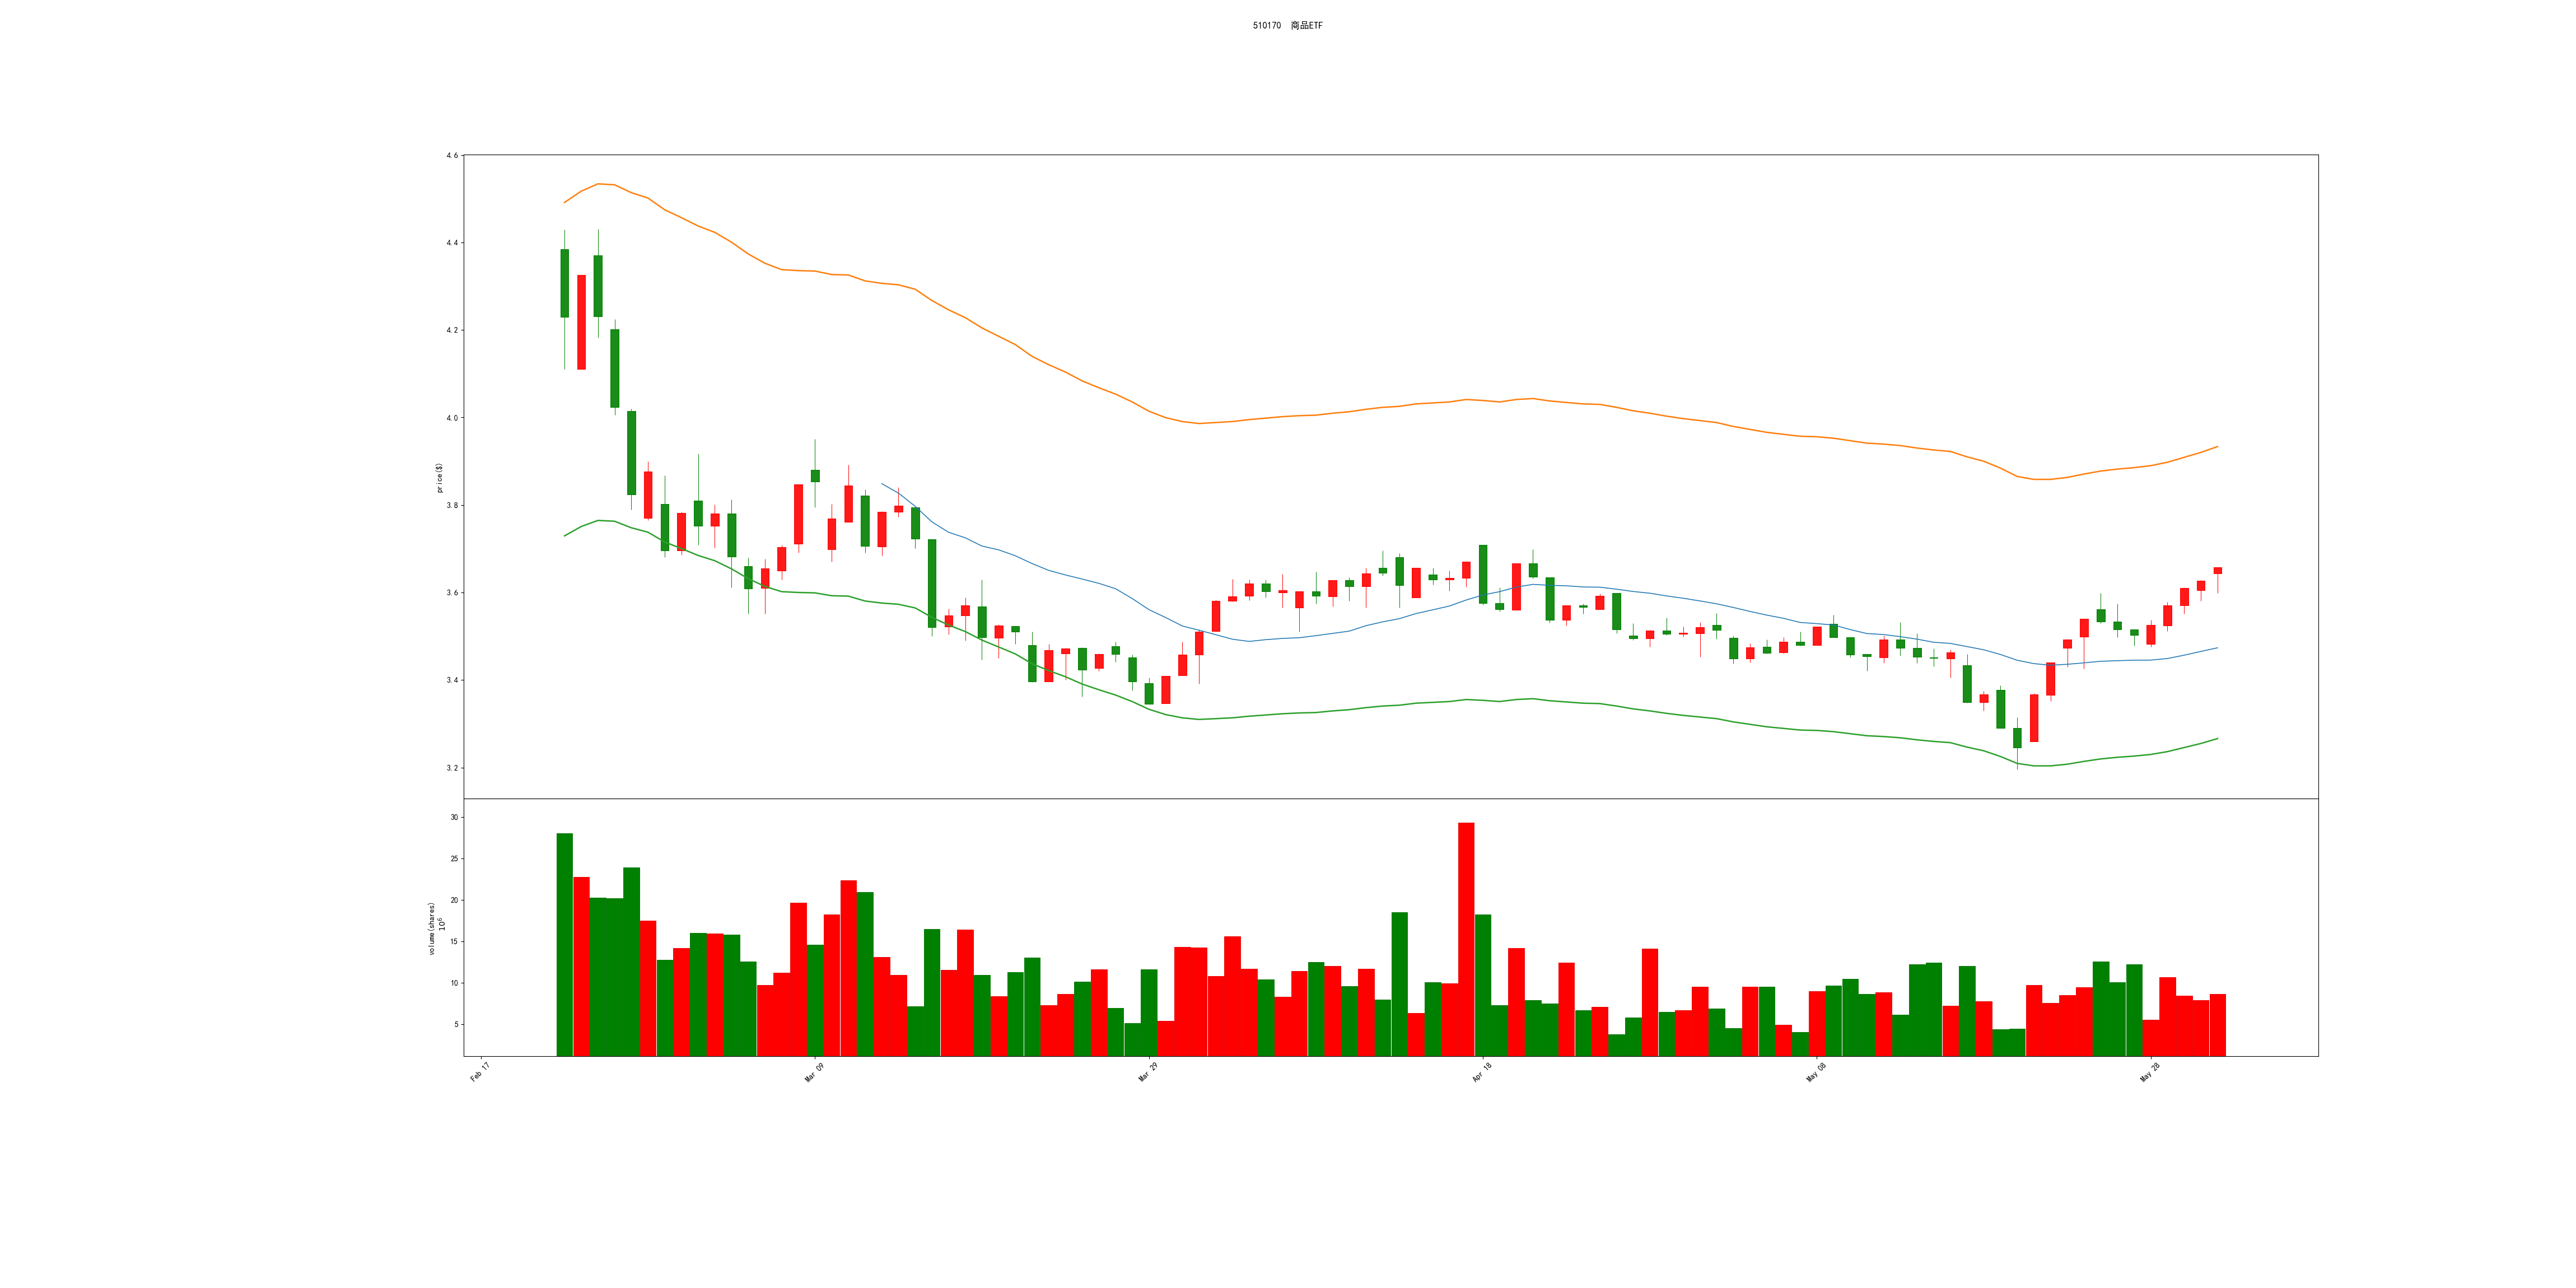 510170 商品ETF
4.6
4.4
4.2
4.0
3.8
3.6
3.4
3.2
price($)
30
25
20
15
10
5
volume(shares)
10^6
Feb 17
Mar 09
Mar 29
Apr 18
May 08
May 28